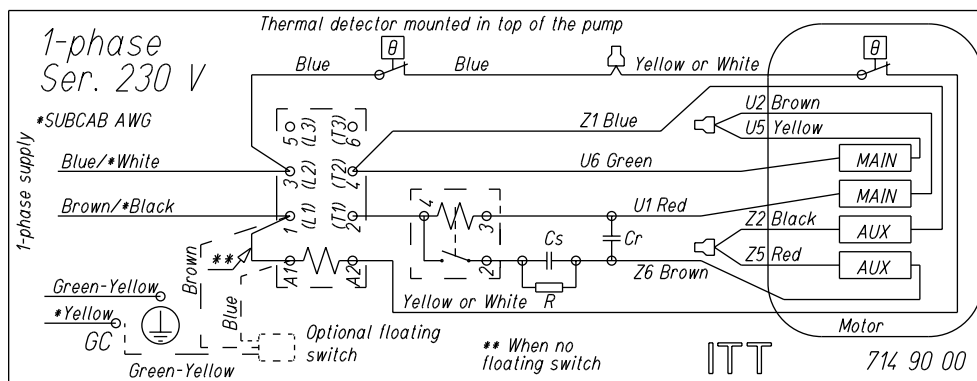 Thermal detector mounted in top of the pump
1-phase
Ser. 230 V
θ
θ
Blue
Blue
Yellow or White
*SUBCAB AWG
1-phase supply
5 (L3)
(T3) 6
Z1 Blue
U2 Brown
U5 Yellow
Blue/*White
3 (L2)
(T2) 4
U6 Green
MAIN
Brown/*Black
1 (L1)
(T1) 2
4
3
U1 Red
MAIN
Z2 Black
AUX
**
Brown
A1
A2
2
Cs
Cr
R
Z5 Red
Z6 Brown
AUX
Green-Yellow
Blue
Yellow or White
*Yellow
GC
Optional floating
switch
Green-Yellow
** When no
floating switch
ITT
Motor
714 90 00